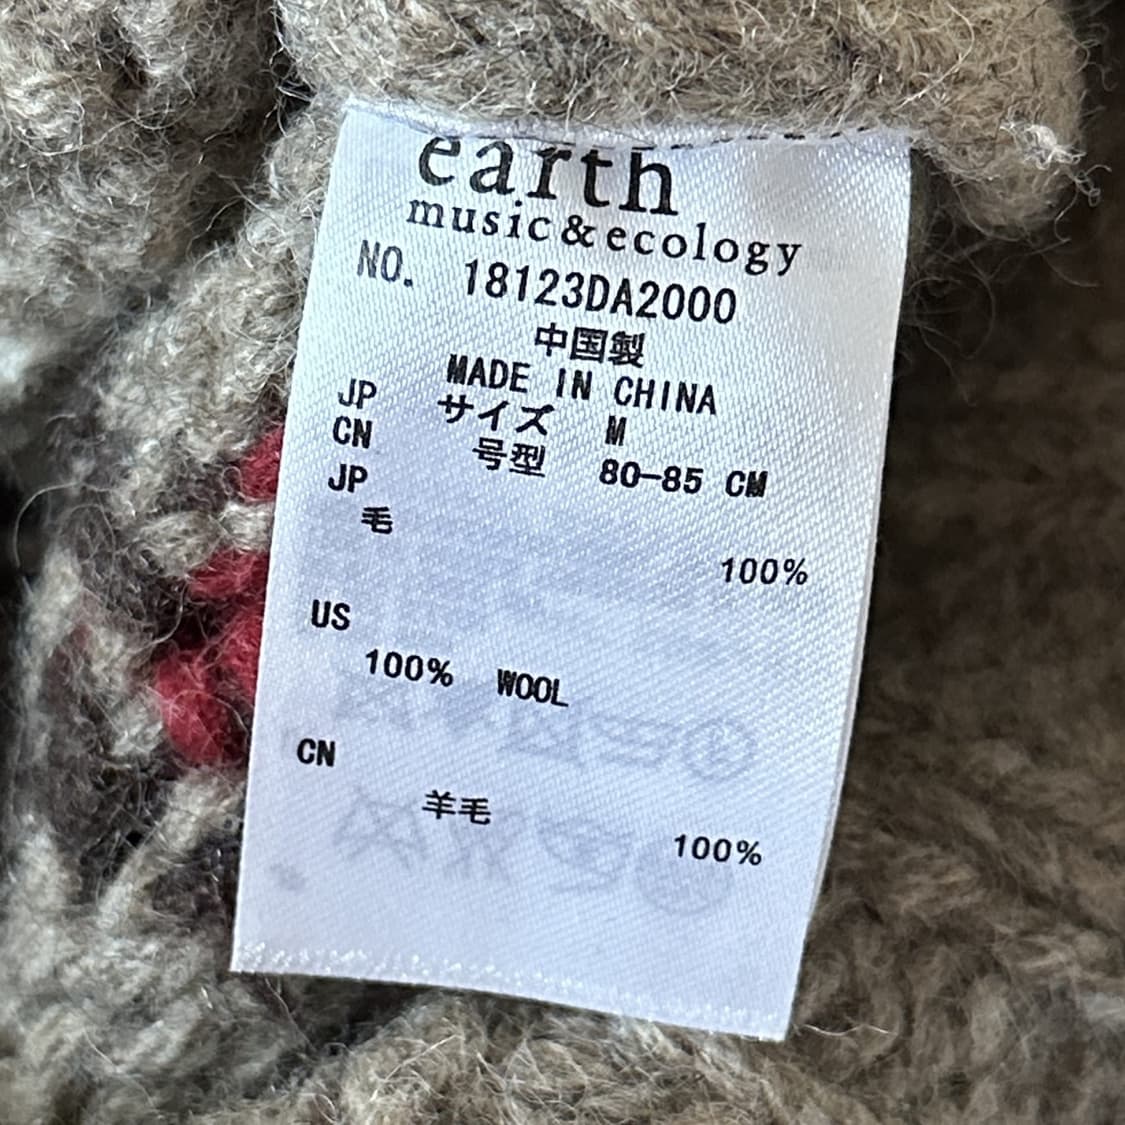 earth
music&ecology
NO. 18123DA2000
中国製
MADE IN CHINA
JP サイズ M
CN 号型 80-85 CM
JP
毛 100%
US
100% WOOL
CN
羊毛 100%